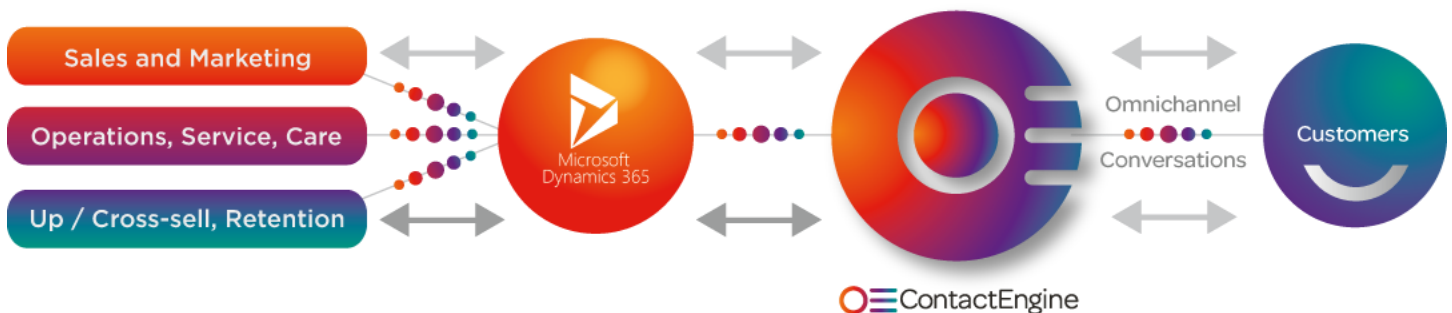 Sales and Marketing
Operations, Service, Care
Up / Cross-sell, Retention
Microsoft
Dynamics 365
Omnichannel
Conversations
Customers
ContactEngine